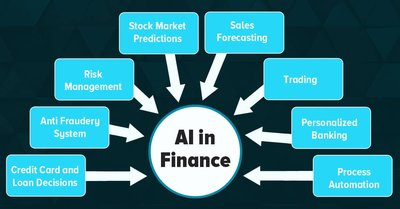 Stock Market
Predictions
Sales
Forecasting
Risk
Management
Trading
Anti Fraudery
System
Personalized
Banking
Credit Card and
Loan Decisions
Process
Automation
AI in
Finance